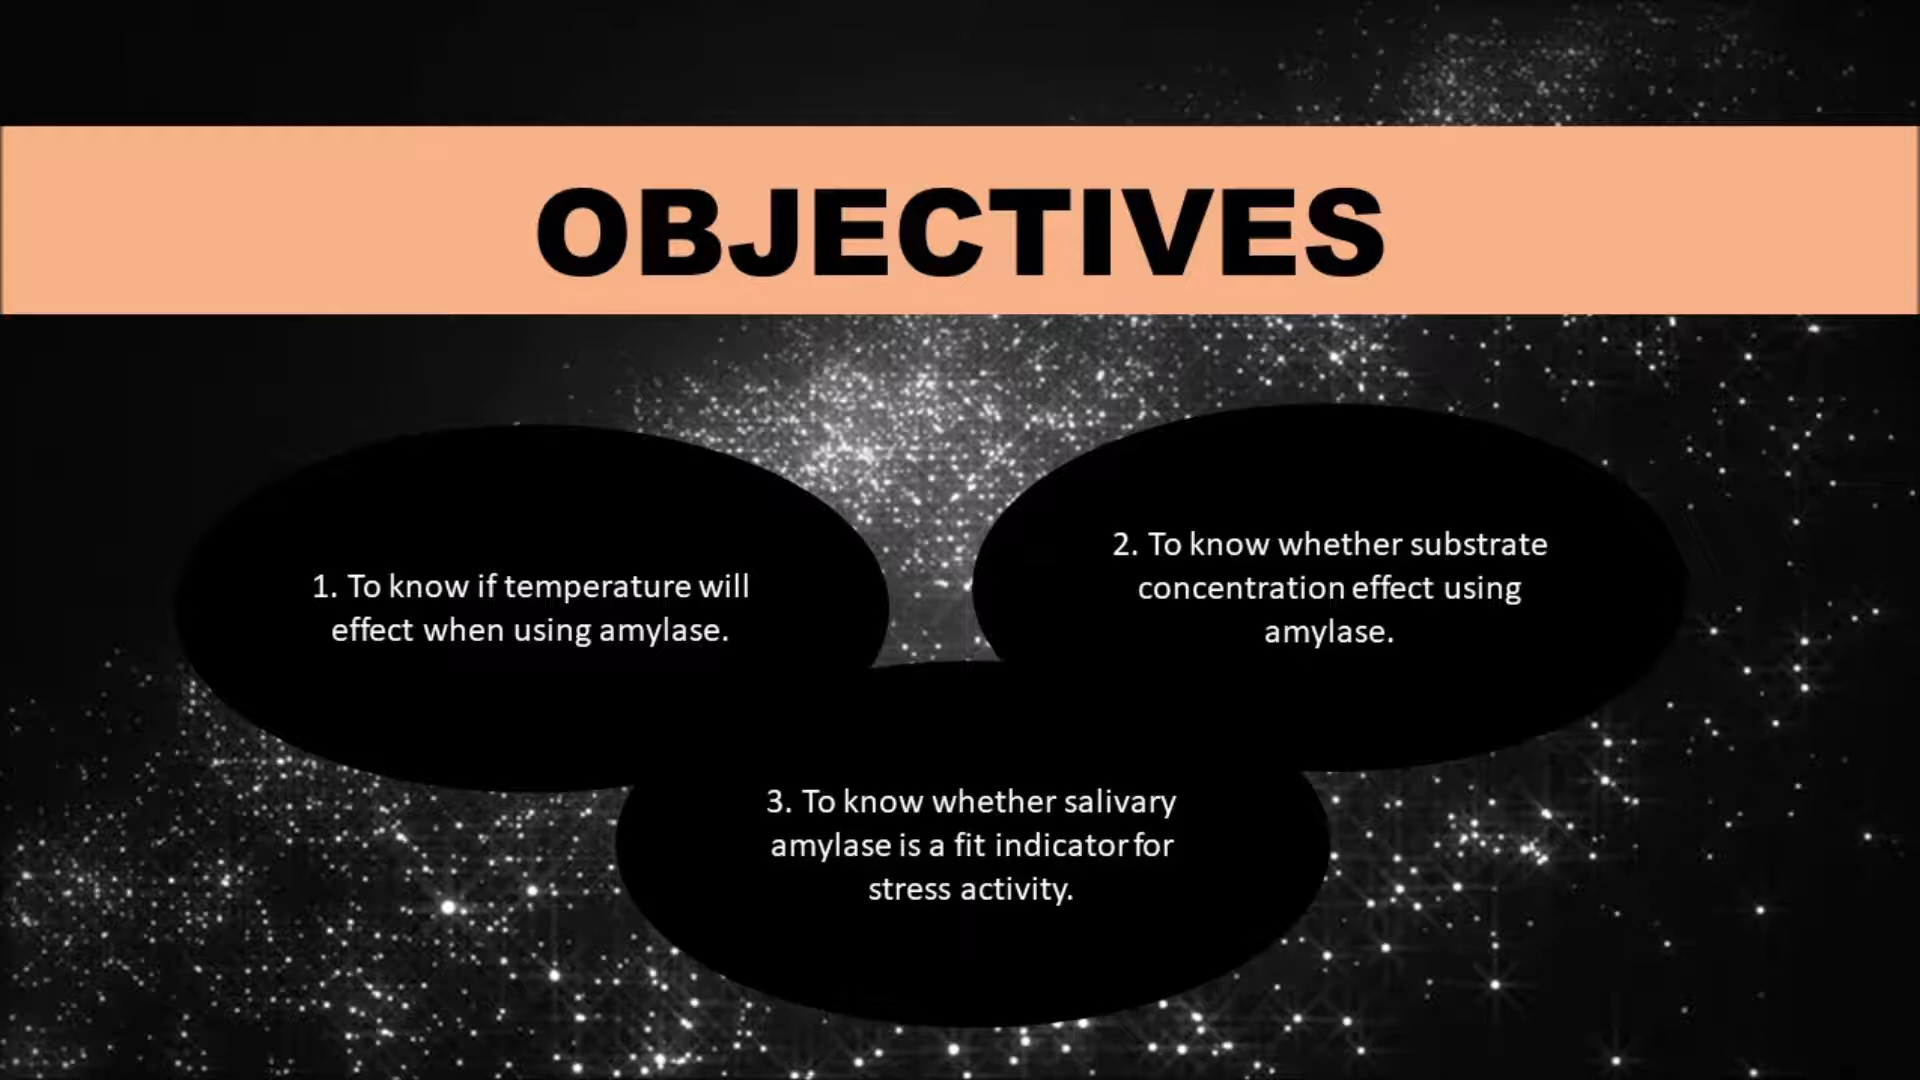 OBJECTIVES
1. To know if temperature will
effect when using amylase.
2. To know whether substrate
concentration effect using
amylase.
3. To know whether salivary
amylase is a fit indicator for
stress activity.